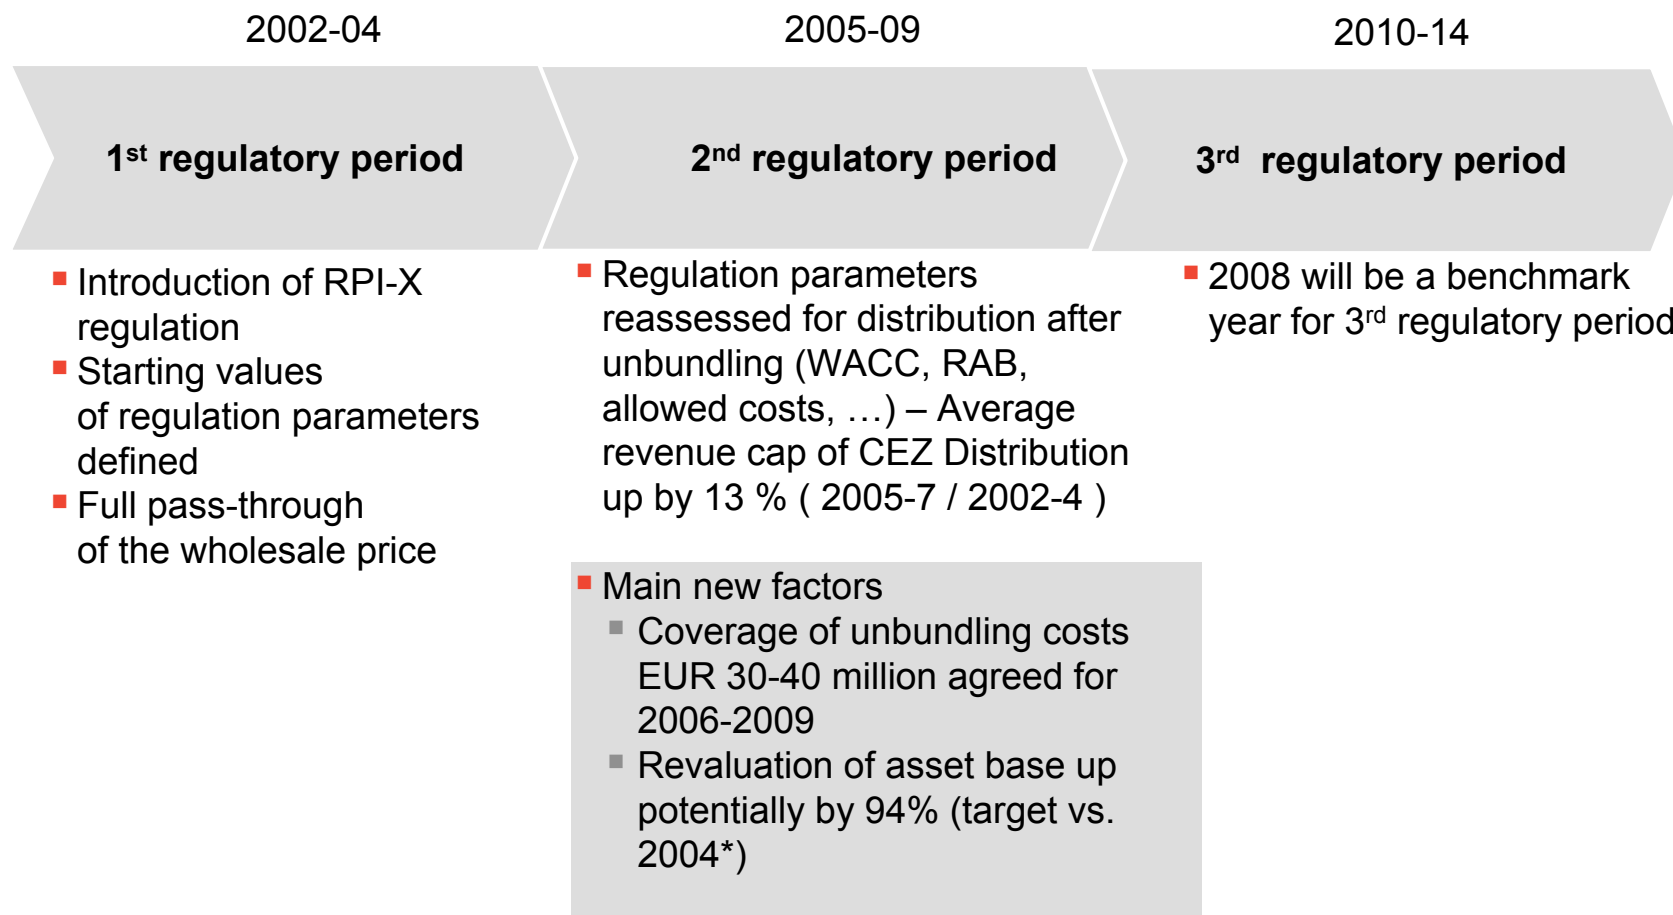 2002-04
2005-09
2010-14
1st regulatory period
2nd regulatory period
3rd regulatory period
Introduction of RPI-X
regulation
Starting values
of regulation parameters
defined
Full pass-through
of the wholesale price
Regulation parameters
reassessed for distribution after
unbundling (WACC, RAB,
allowed costs, …) – Average
revenue cap of CEZ Distribution
up by 13 % ( 2005-7 / 2002-4 )
Main new factors
Coverage of unbundling costs
EUR 30-40 million agreed for
2006-2009
Revaluation of asset base up
potentially by 94% (target vs.
2004*)
2008 will be a benchmark
year for 3rd regulatory period